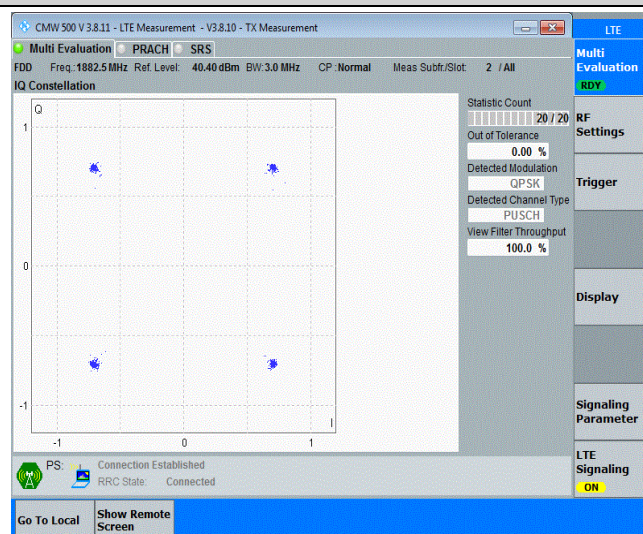 CMW 500 V 3.8.11 - LTE Measurement - V3.8.10 - TX Measurement
LTE
Multi Evaluation PRACH SRS
Multi
Evaluation
RDY
FDD Freq.:1882.5 MHz Ref. Level: 40.40 dBm BW:3.0 MHz CP :Normal Meas Subfr./Slot: 2 / All
IQ Constellation
Q
1
0
-1
-1
0
1
I
Statistic Count
20 / 20
Out of Tolerance
0.00 %
Detected Modulation
QPSK
Detected Channel Type
PUSCH
View Filter Throughput
100.0 %
RF
Settings
Trigger
Display
Signaling
Parameter
LTE
Signaling
ON
PS: Connection Established
RRC State: Connected
Go To Local
Show Remote
Screen